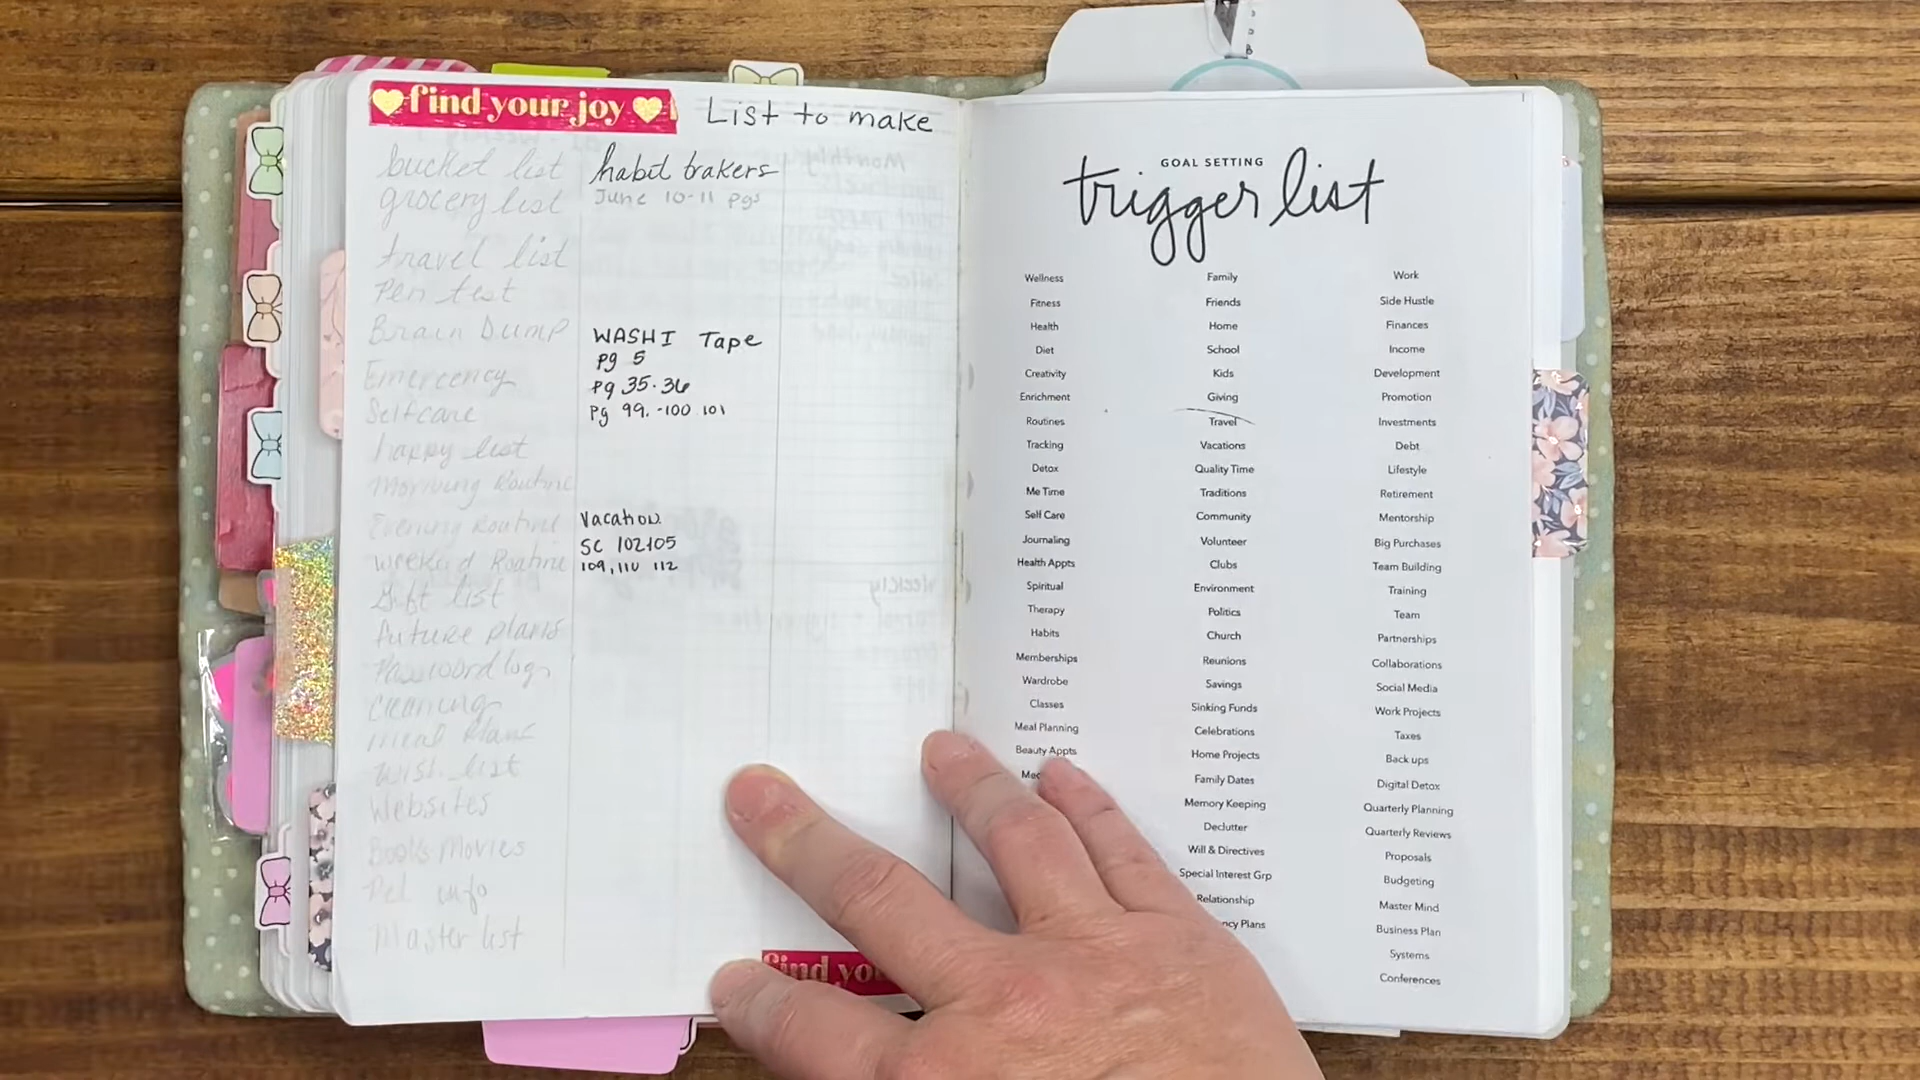 find your joy
List to make
bucket list
grocery list
travel list
Pen test
Brain Dump
Emercency
Selfcare
happy list
Morning Routine
Evening Routine
Weekend Routine
Gift list
future plans
Password logs
Cleaning
meal plans
wish list
Websites
Books Movies
Pet info
Master list
habit trakers
June 10-11 pgs
WASHI Tape
pg 5
pg 35.36
Pg 99.-100 101
Vacation
SC 102105
109,110 112
find you
GOAL SETTING
trigger list
Wellness
Fitness
Health
Diet
Creativity
Enrichment
Routines
Tracking
Detox
Me Time
Self Care
Journaling
Health Appts
Spiritual
Therapy
Habits
Memberships
Wardrobe
Classes
Meal Planning
Beauty Appts
Family
Friends
Home
School
Kids
Giving
Travel
Vacations
Quality Time
Traditions
Community
Volunteer
Clubs
Environment
Politics
Church
Reunions
Savings
Sinking Funds
Celebrations
Home Projects
Family Dates
Memory Keeping
Declutter
Will & Directives
Special Interest Grp
Relationship
Plans
Work
Side Hustle
Finances
Income
Development
Promotion
Investments
Debt
Lifestyle
Retirement
Mentorship
Big Purchases
Team Building
Training
Team
Partnerships
Collaborations
Social Media
Work Projects
Taxes
Back ups
Digital Detox
Quarterly Planning
Quarterly Reviews
Proposals
Budgeting
Master Mind
Business Plan
Systems
Conferences